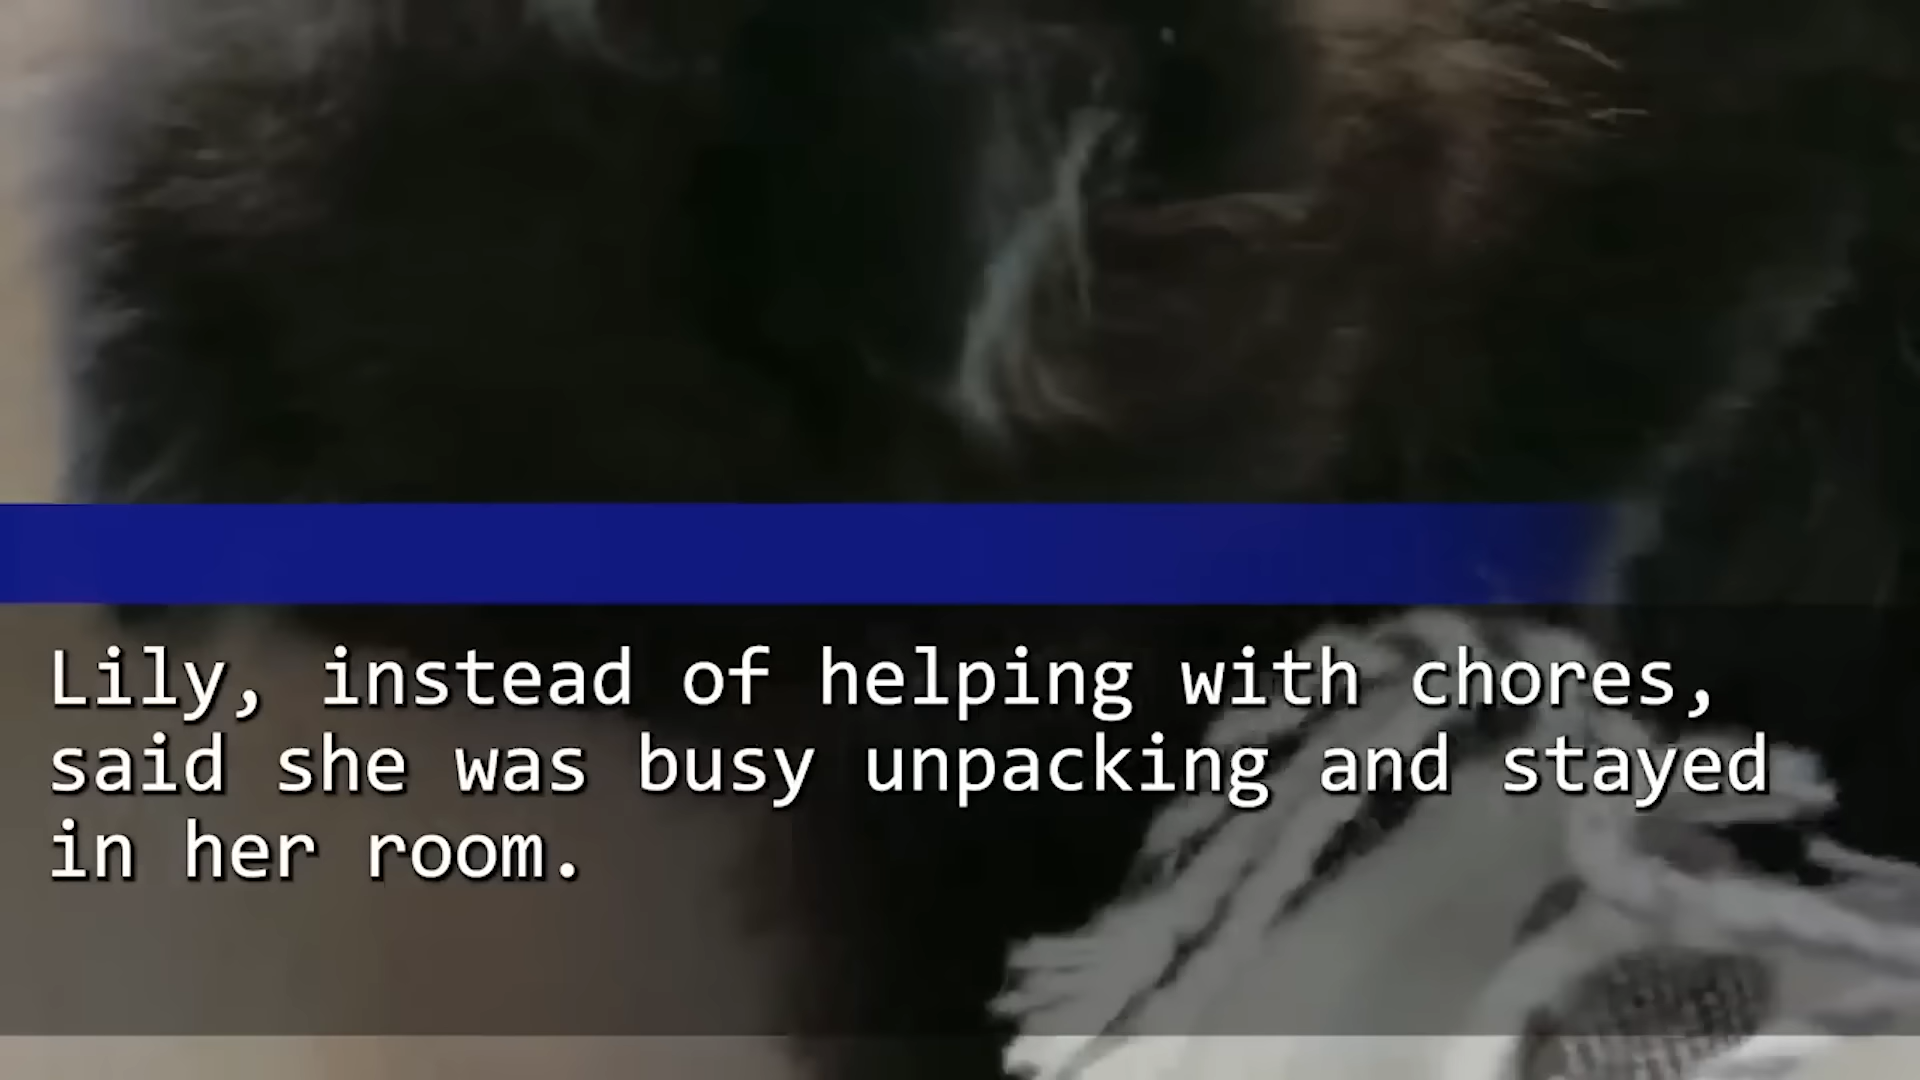 Lily, instead of helping with chores,
said she was busy unpacking and stayed
in her room.